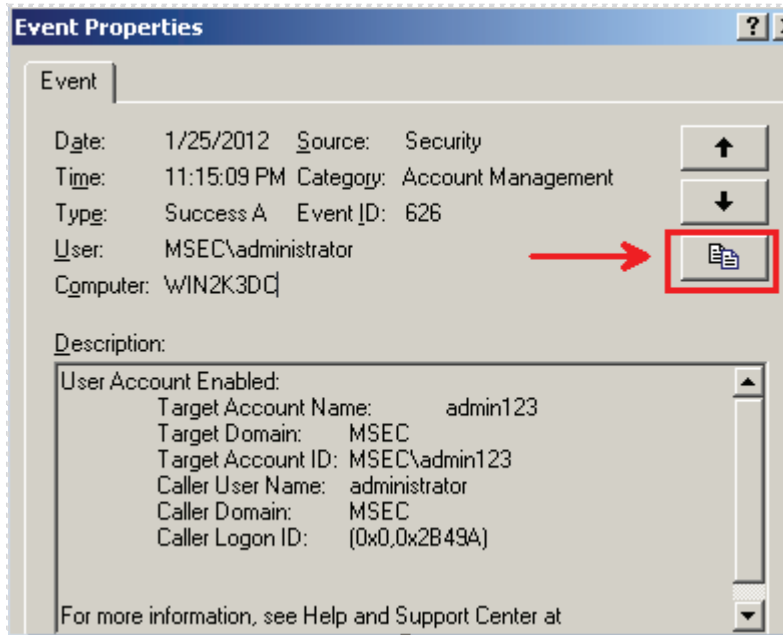 Event Properties
Event
Date: 1/25/2012 Source: Security
Time: 11:15:09 PM Category: Account Management
Type: Success A Event ID: 626
User: MSEC\administrator
Computer: WIN2K3DC
Description:
User Account Enabled:
Target Account Name: admin123
Target Domain: MSEC
Target Account ID: MSEC\admin123
Caller User Name: administrator
Caller Domain: MSEC
Caller Logon ID: (0x0,0x2B49A)
For more information, see Help and Support Center at